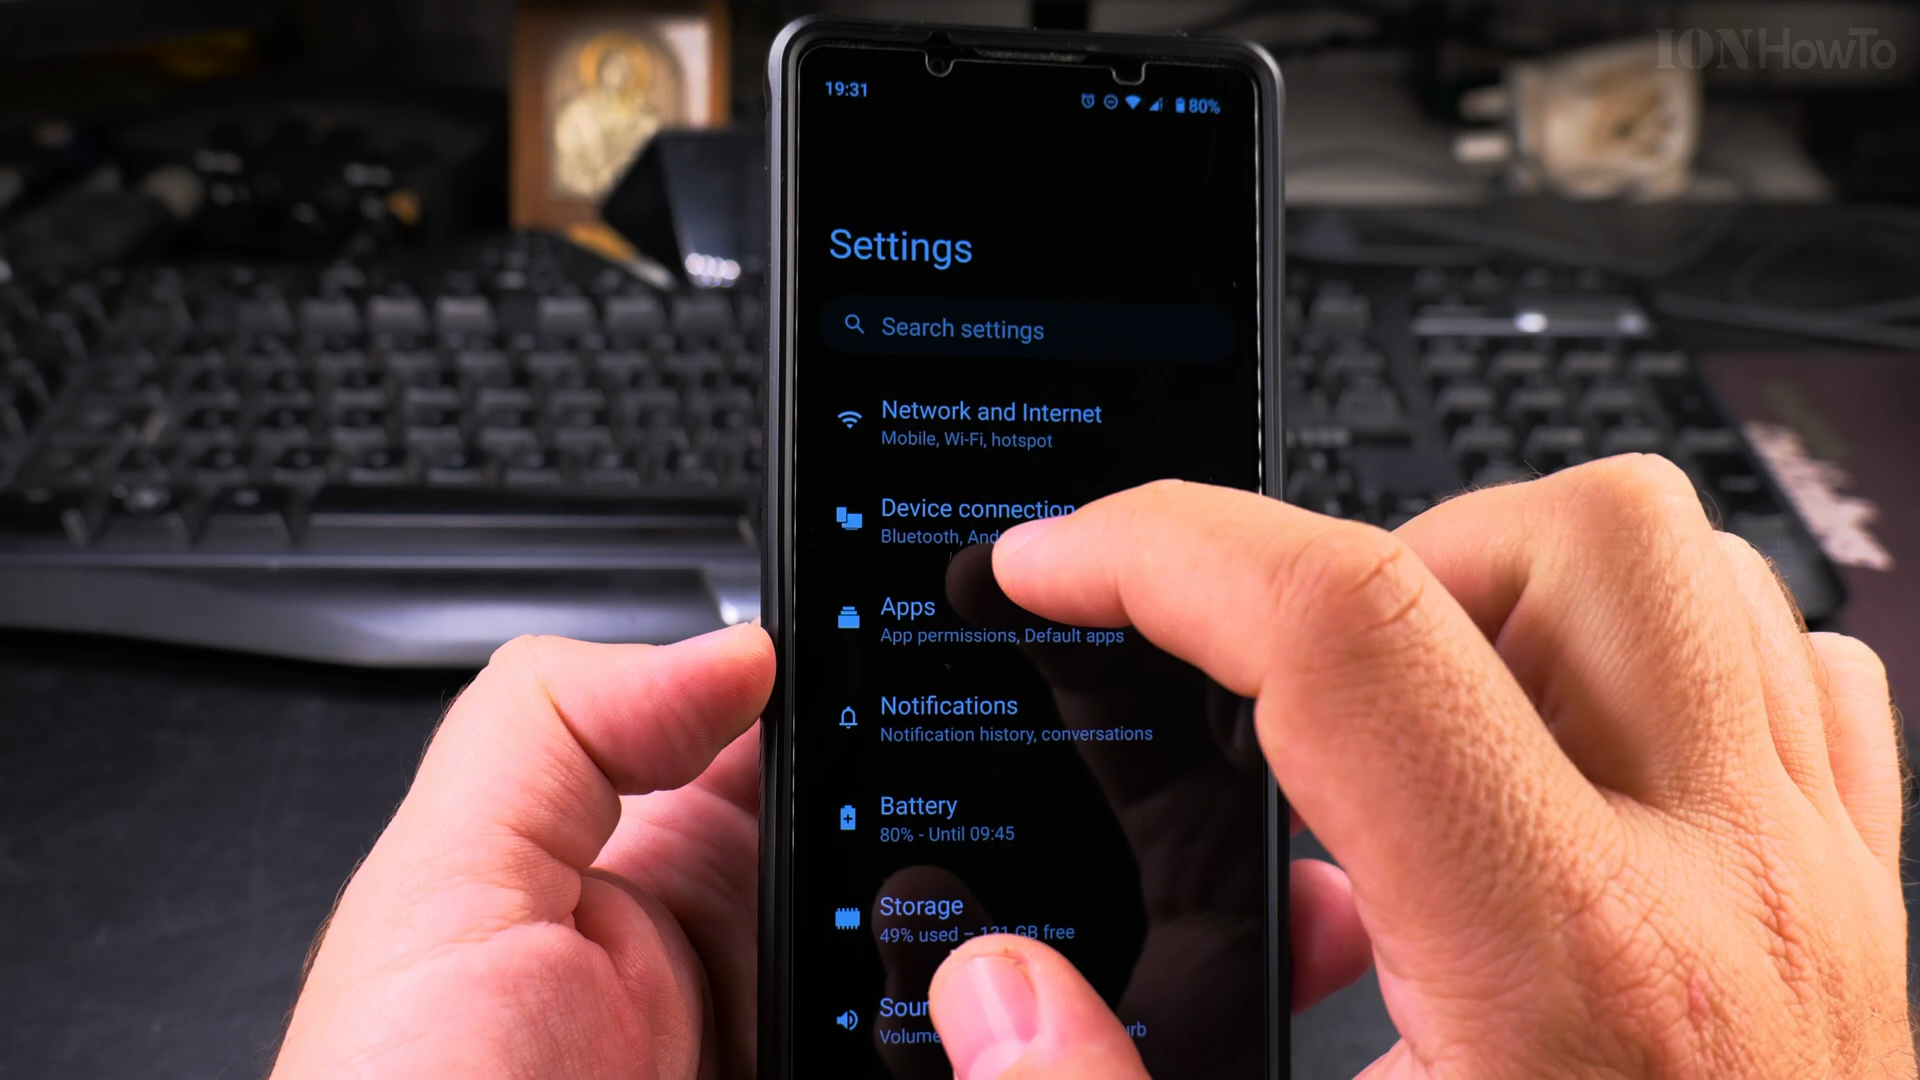 IONHowTo
19:31
80%
Settings
Search settings
Network and Internet
Mobile, Wi-Fi, hotspot
Device connection
Bluetooth,
Apps
App permissions, Default apps
Notifications
Notification history, conversations
Battery
80% - Until 09:45
Storage
49% used – 121 GB free